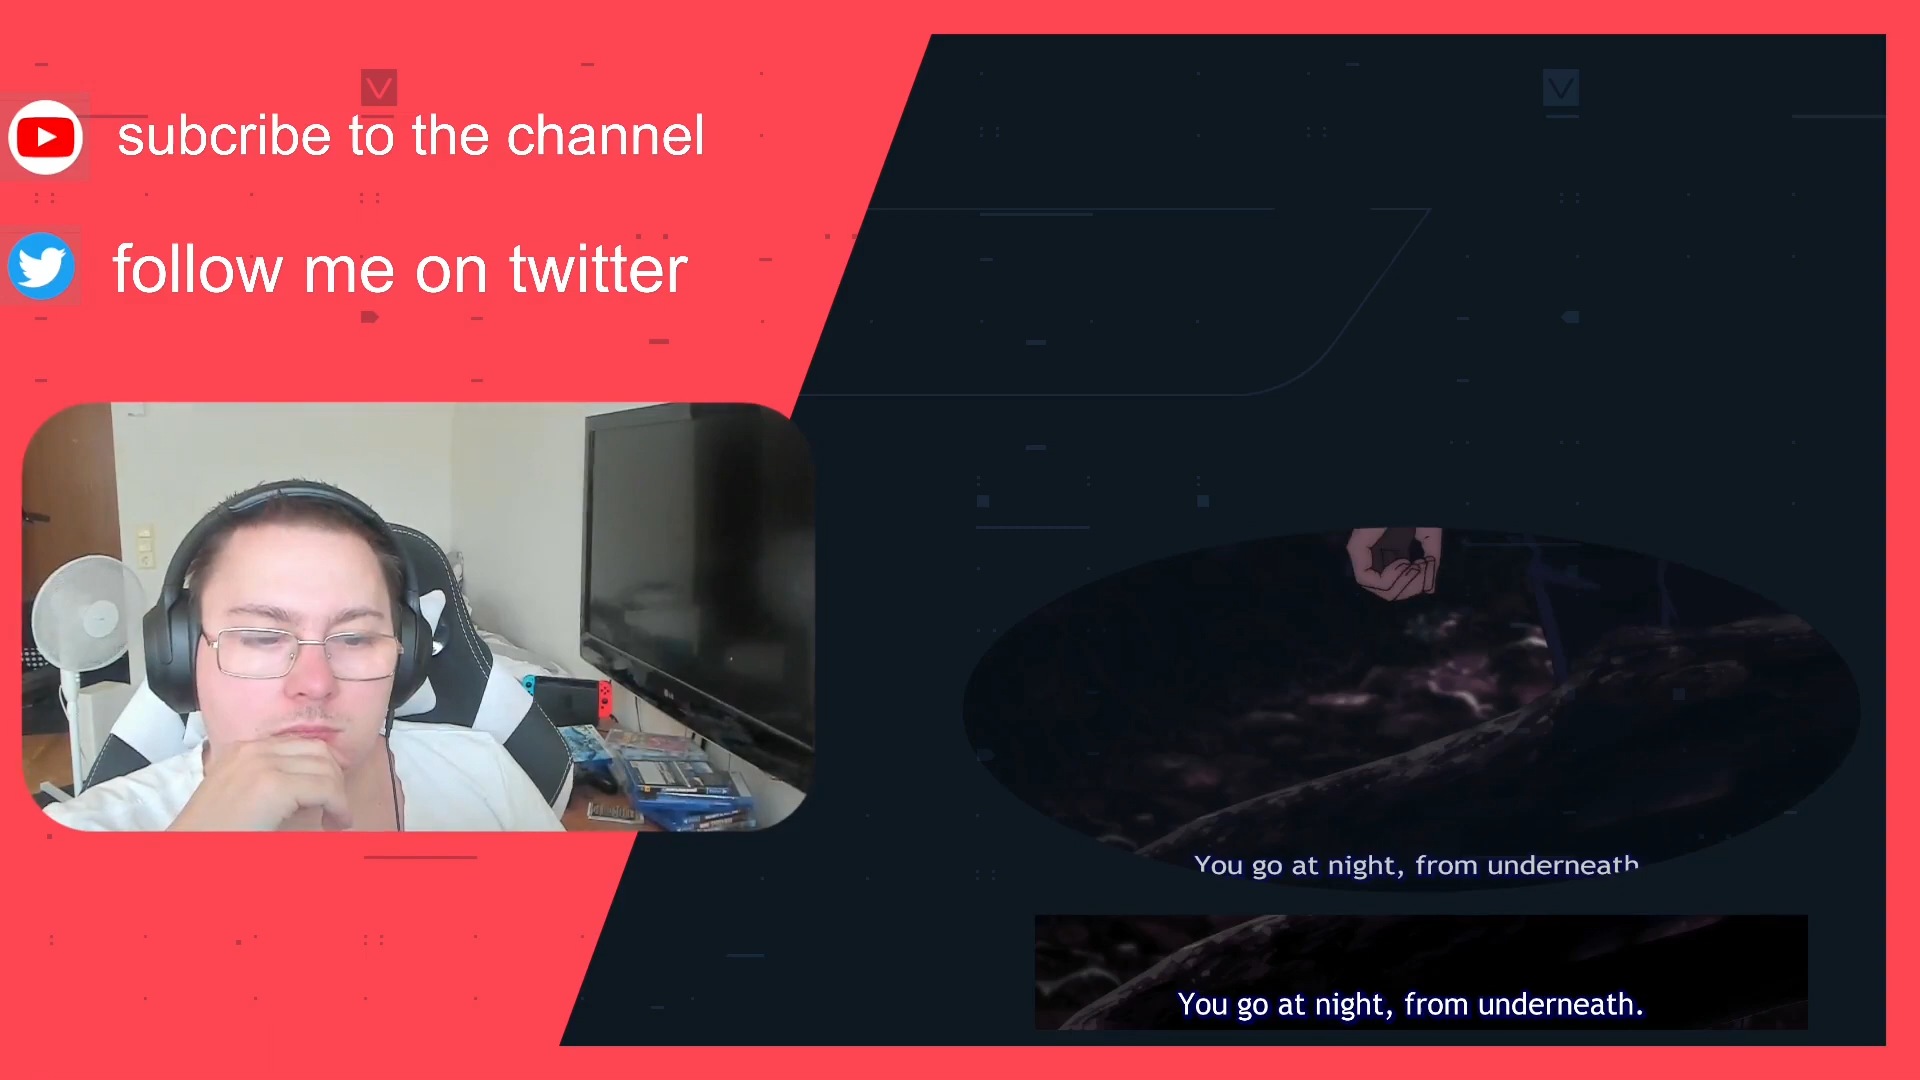 subcribe to the channel
follow me on twitter
You go at night, from underneath
You go at night, from underneath.